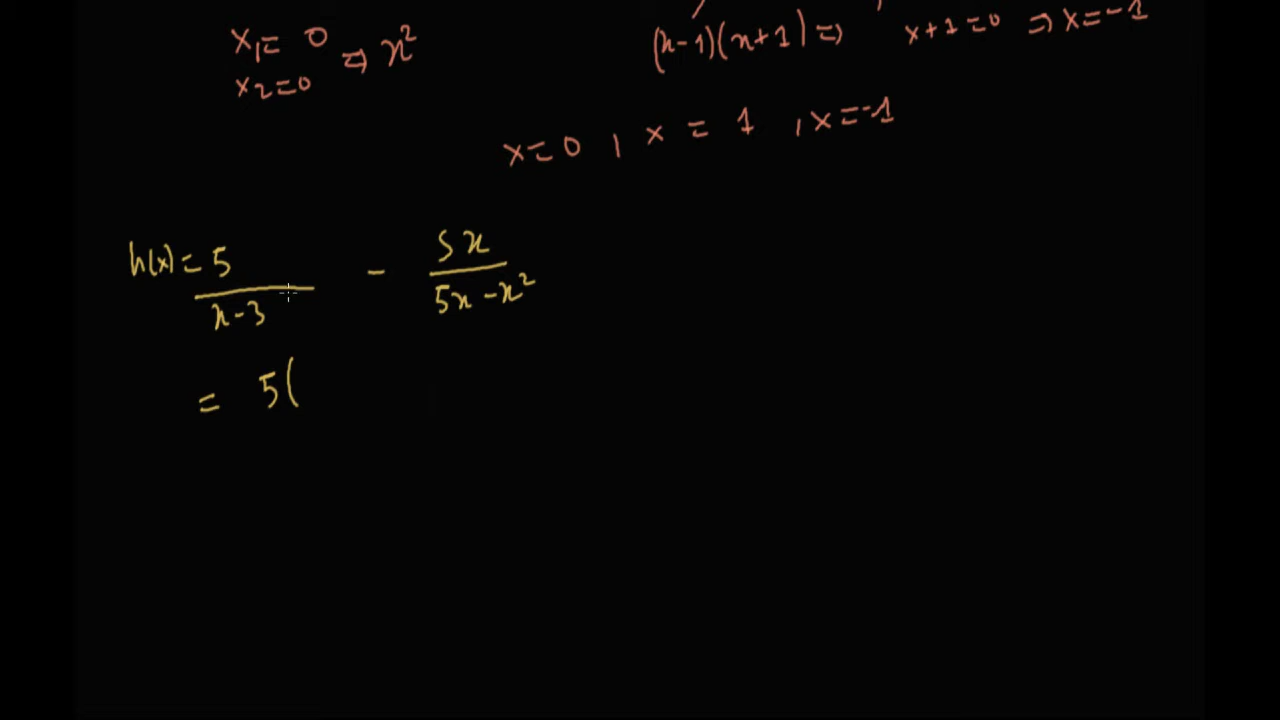 x₁= 0
x₂=0 ⇒ x²
(x-1)(x+1) ⇒ x+1=0 ⇒ x=-1
x=0 , x = 1 , x=-1
h(x) = 5/(x-3) - 5x/(5x-x²)
= 5(